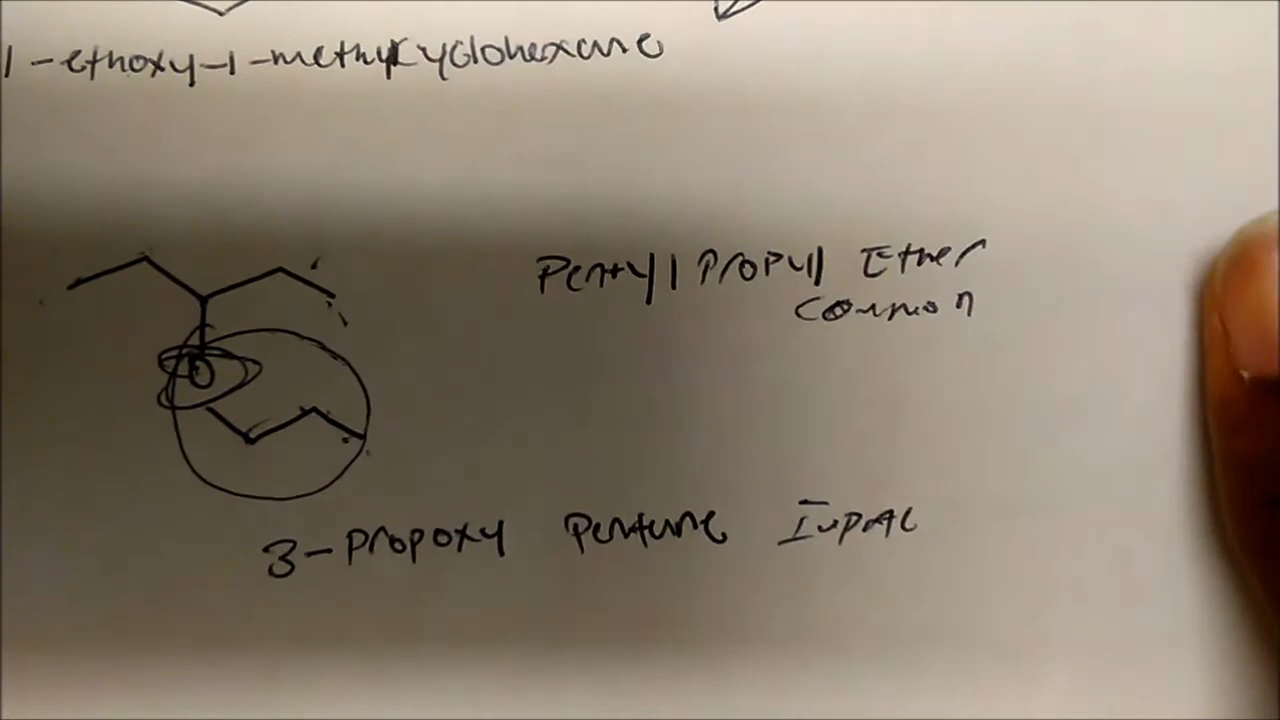 1-ethoxy-1-methylcyclohexane
Pentyl Propyl Ether
Common
O
3-propoxy Pentane IUPAC